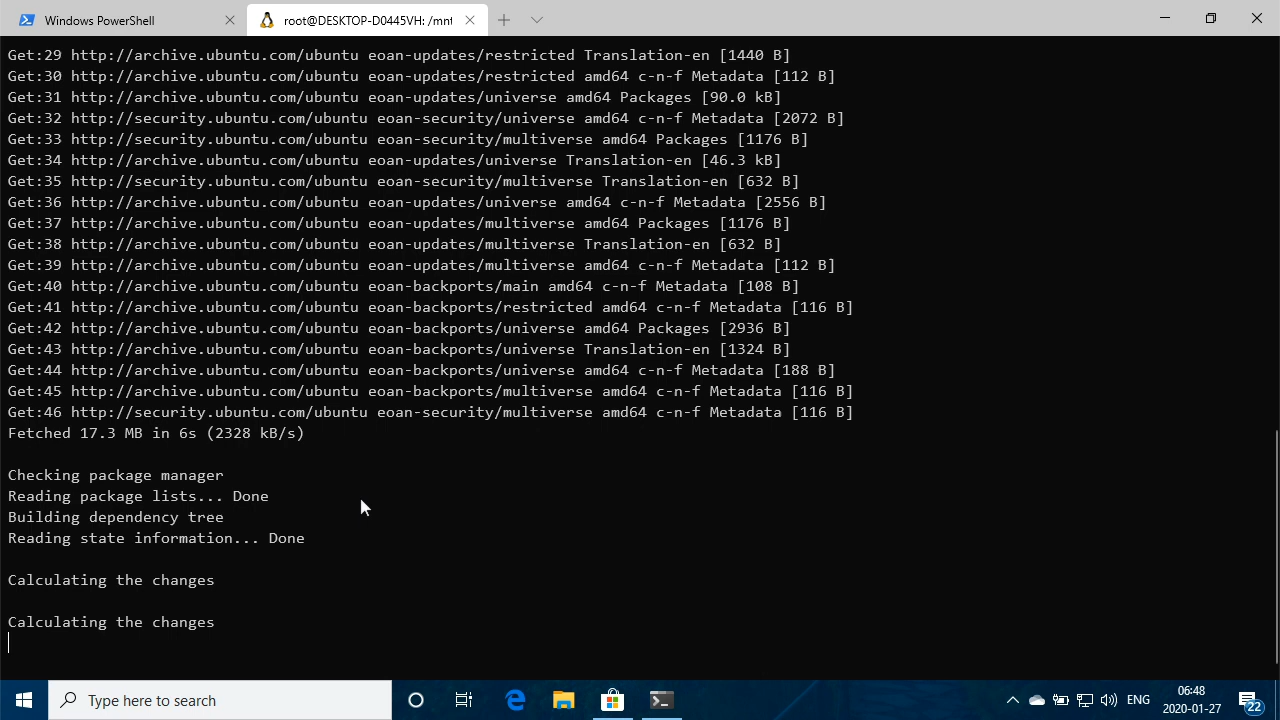 Windows PowerShell
root@DESKTOP-D0445VH: /mnt
Get:29 http://archive.ubuntu.com/ubuntu eoan-updates/restricted Translation-en [1440 B]
Get:30 http://archive.ubuntu.com/ubuntu eoan-updates/restricted amd64 c-n-f Metadata [112 B]
Get:31 http://archive.ubuntu.com/ubuntu eoan-updates/universe amd64 Packages [90.0 kB]
Get:32 http://security.ubuntu.com/ubuntu eoan-security/universe amd64 c-n-f Metadata [2072 B]
Get:33 http://security.ubuntu.com/ubuntu eoan-security/multiverse amd64 Packages [1176 B]
Get:34 http://archive.ubuntu.com/ubuntu eoan-updates/universe Translation-en [46.3 kB]
Get:35 http://security.ubuntu.com/ubuntu eoan-security/multiverse Translation-en [632 B]
Get:36 http://archive.ubuntu.com/ubuntu eoan-updates/universe amd64 c-n-f Metadata [2556 B]
Get:37 http://archive.ubuntu.com/ubuntu eoan-updates/multiverse amd64 Packages [1176 B]
Get:38 http://archive.ubuntu.com/ubuntu eoan-updates/multiverse Translation-en [632 B]
Get:39 http://archive.ubuntu.com/ubuntu eoan-updates/multiverse amd64 c-n-f Metadata [112 B]
Get:40 http://archive.ubuntu.com/ubuntu eoan-backports/main amd64 c-n-f Metadata [108 B]
Get:41 http://archive.ubuntu.com/ubuntu eoan-backports/restricted amd64 c-n-f Metadata [116 B]
Get:42 http://archive.ubuntu.com/ubuntu eoan-backports/universe amd64 Packages [2936 B]
Get:43 http://archive.ubuntu.com/ubuntu eoan-backports/universe Translation-en [1324 B]
Get:44 http://archive.ubuntu.com/ubuntu eoan-backports/universe amd64 c-n-f Metadata [188 B]
Get:45 http://archive.ubuntu.com/ubuntu eoan-backports/multiverse amd64 c-n-f Metadata [116 B]
Get:46 http://security.ubuntu.com/ubuntu eoan-security/multiverse amd64 c-n-f Metadata [116 B]
Fetched 17.3 MB in 6s (2328 kB/s)
Checking package manager
Reading package lists... Done
Building dependency tree
Reading state information... Done
Calculating the changes
Calculating the changes
Type here to search
ENG
06:48
2020-01-27
22